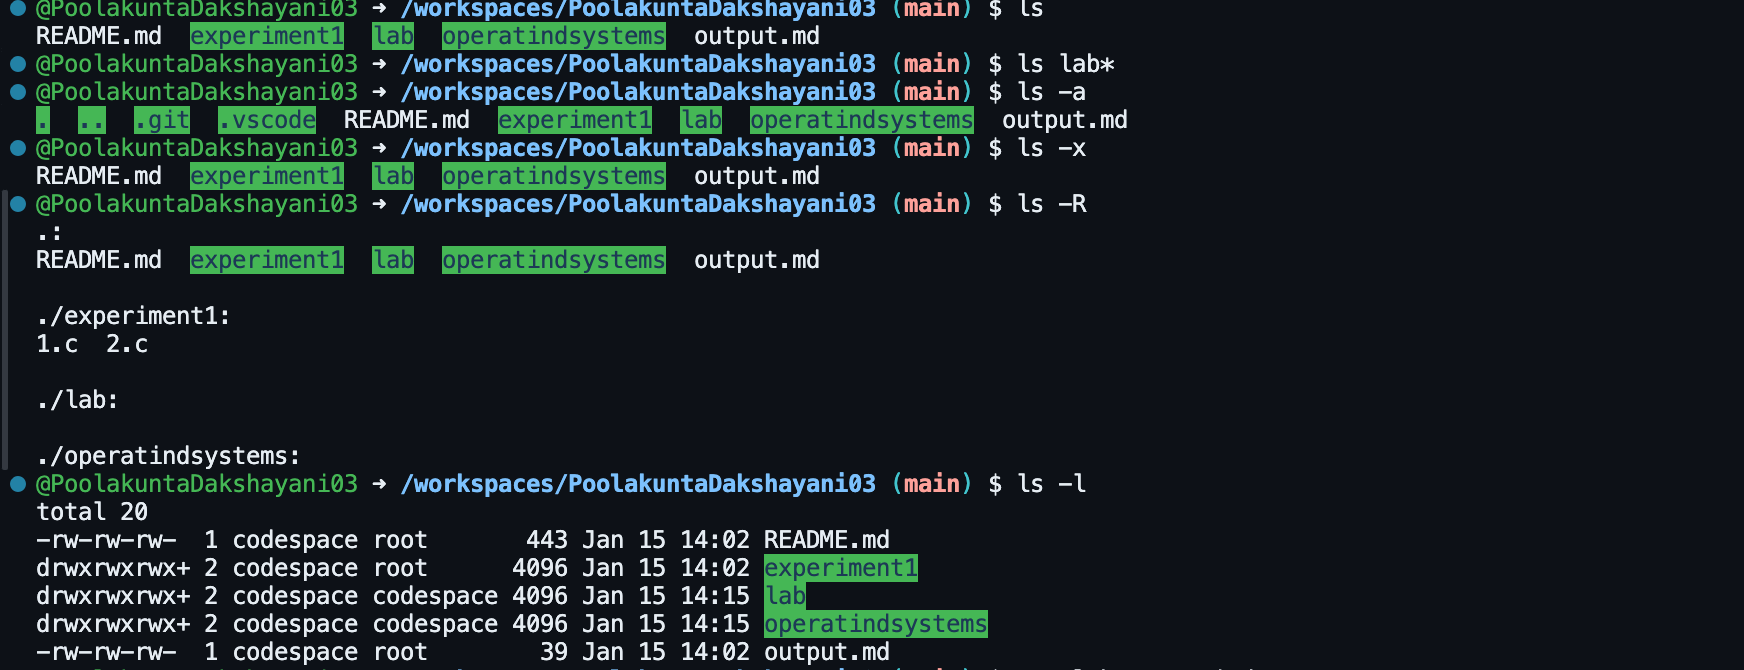 @PoolakuntaDakshayani03 → /workspaces/PoolakuntaDakshayani03 (main) $ ls
README.md  experiment1  lab  operatindsystems  output.md
@PoolakuntaDakshayani03 → /workspaces/PoolakuntaDakshayani03 (main) $ ls lab*
@PoolakuntaDakshayani03 → /workspaces/PoolakuntaDakshayani03 (main) $ ls -a
.  ..  .git  .vscode  README.md  experiment1  lab  operatindsystems  output.md
@PoolakuntaDakshayani03 → /workspaces/PoolakuntaDakshayani03 (main) $ ls -x
README.md  experiment1  lab  operatindsystems  output.md
@PoolakuntaDakshayani03 → /workspaces/PoolakuntaDakshayani03 (main) $ ls -R
.:
README.md  experiment1  lab  operatindsystems  output.md
./experiment1:
1.c  2.c
./lab:
./operatindsystems:
@PoolakuntaDakshayani03 → /workspaces/PoolakuntaDakshayani03 (main) $ ls -l
total 20
-rw-rw-rw-  1 codespace root       443 Jan 15 14:02 README.md
drwxrwxrwx+ 2 codespace root      4096 Jan 15 14:02 experiment1
drwxrwxrwx+ 2 codespace codespace 4096 Jan 15 14:15 lab
drwxrwxrwx+ 2 codespace codespace 4096 Jan 15 14:15 operatindsystems
-rw-rw-rw-  1 codespace root        39 Jan 15 14:02 output.md